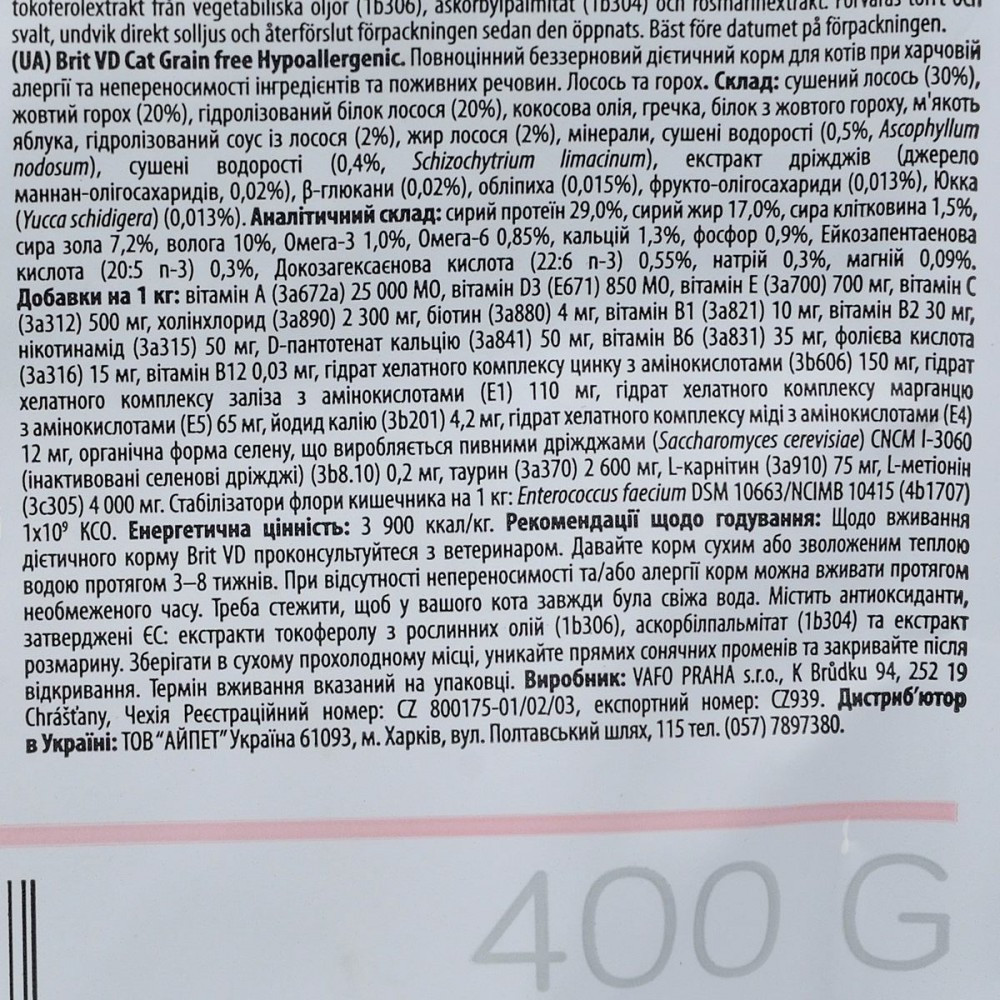 tokoferolextrakt från vegetabiliska oljor (1b306), askorbylpalmitat (1b304) och rosmarinextrakt. Förvaras torrt och
svalt, undvik direkt solljus och återförslut förpackningen sedan den öppnats. Bäst före datumet på förpackningen.
(UA) Brit VD Cat Grain free Hypoallergenic. Повноцінний беззерновий дієтичний корм для котів при харчовій
алергії та непереносимості інгредієнтів та поживних речовин. Лосось та горох. Склад: сушений лосось (30%),
жовтий горох (20%), гідролізований білок лосося (20%), кокосова олія, гречка, білок з жовтого гороху, м'якоть
яблука, гідролізований соус із лосося (2%), жир лосося (2%), мінерали, сушені водорості (0,5%, Ascophyllum
nodosum), сушені водорості (0,4%, Schizochytrium limacinum), екстракт дріжджів (джерело
маннан-олігосахаридів, 0,02%), β-глюкани (0,02%), обліпиха (0,015%), фрукто-олігосахариди (0,013%), Юкка
(Yucca schidigera) (0,013%). Аналітичний склад: сирий протеїн 29,0%, сирий жир 17,0%, сира клітковина 1,5%,
сира зола 7,2%, волога 10%, Омега-3 1,0%, Омега-6 0,85%, кальцій 1,3%, фосфор 0,9%, Ейкозапентаенова
кислота (20:5 n-3) 0,3%, Докозагексаєнова кислота (22:6 n-3) 0,55%, натрій 0,3%, магній 0,09%.
Добавки на 1 кг: вітамін А (3а672а) 25 000 МО, вітамін D3 (Е671) 850 МО, вітамін Е (3а700) 700 мг, вітамін С
(3а312) 500 мг, холінхлорид (3а890) 2 300 мг, біотин (3а880) 4 мг, вітамін В1 (3а821) 10 мг, вітамін В2 30 мг,
нікотинамід (3а315) 50 мг, D-пантотенат кальцію (3а841) 50 мг, вітамін В6 (3а831) 35 мг, фолієва кислота
(3а316) 15 мг, вітамін В12 0,03 мг, гідрат хелатного комплексу цинку з амінокислотами (3b606) 150 мг, гідрат
хелатного комплексу заліза з амінокислотами (Е1) 110 мг, гідрат хелатного комплексу марганцю
з амінокислотами (Е5) 65 мг, йодид калію (3b201) 4,2 мг, гідрат хелатного комплексу міді з амінокислотами (Е4)
12 мг, органічна форма селену, що виробляється пивними дріжджами (Saccharomyces cerevisiae) CNCM I-3060
(інактивовані селенові дріжджі) (3b8.10) 0,2 мг, таурин (3а370) 2 600 мг, L-карнітин (3а910) 75 мг, L-метіонін
(3с305) 4 000 мг. Стабілізатори флори кишечника на 1 кг: Enterococcus faecium DSM 10663/NCIMB 10415 (4b1707)
1x10⁹ КСО. Енергетична цінність: 3 900 ккал/кг. Рекомендації щодо годування: Щодо вживання
дієтичного корму Brit VD проконсультуйтеся з ветеринаром. Давайте корм сухим або зволоженим теплою
водою протягом 3–8 тижнів. При відсутності непереносимості та/або алергії корм можна вживати протягом
необмеженого часу. Треба стежити, щоб у вашого кота завжди була свіжа вода. Містить антиоксиданти,
затверджені ЄС: екстракти токоферолу з рослинних олій (1b306), аскорбілпальмітат (1b304) та екстракт
розмарину. Зберігати в сухому прохолодному місці, уникайте прямих сонячних променів та закривайте після
відкривання. Термін вживання вказаний на упаковці. Виробник: VAFO PRAHA s.r.o., K Brůdku 94, 252 19
Chrášťany, Чехія Реєстраційний номер: CZ 800175-01/02/03, експортний номер: CZ939. Дистриб’ютор
в Україні: ТОВ “АЙПЕТ” Україна 61093, м. Харків, вул. Полтавський шлях, 115 тел. (057) 7897380.
400 G